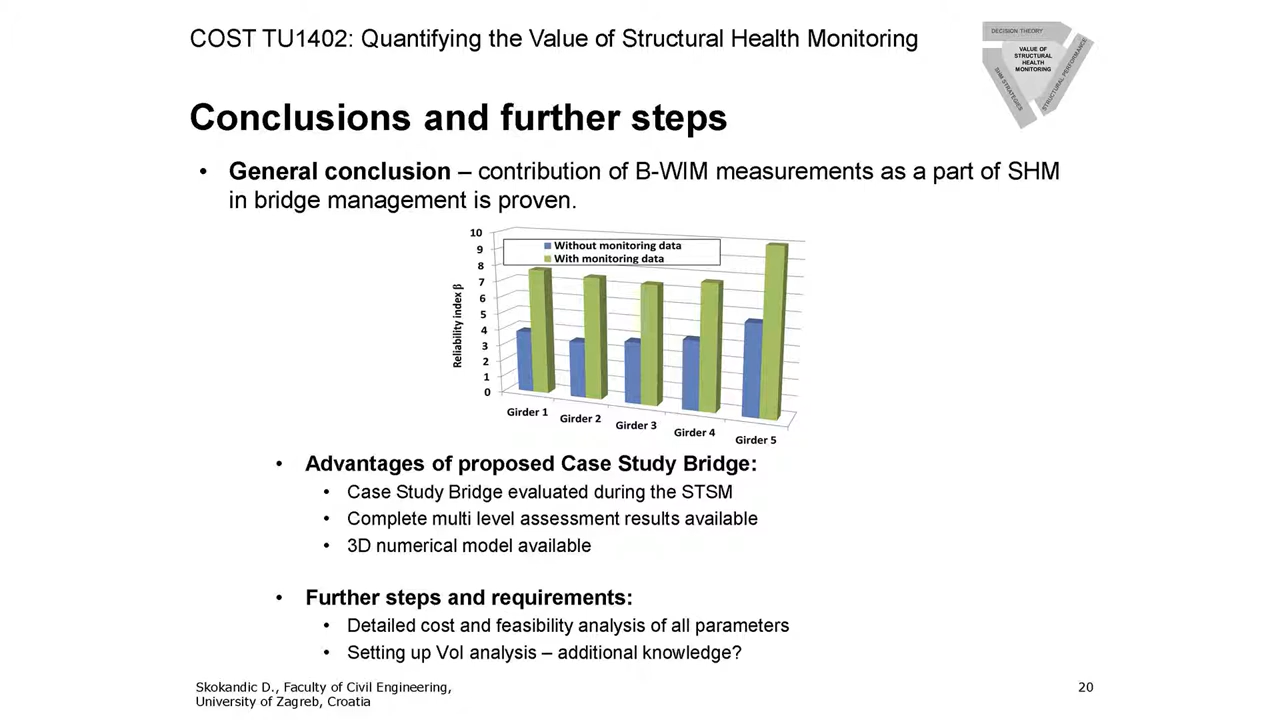 COST TU1402: Quantifying the Value of Structural Health Monitoring
DECISION THEORY
VALUE OF
STRUCTURAL
HEALTH
MONITORING
SHM STRATEGIES
STRUCTURAL PERFORMANCE
Conclusions and further steps
• General conclusion – contribution of B-WIM measurements as a part of SHM
in bridge management is proven.
Without monitoring data
With monitoring data
Reliability index β
10
9
8
7
6
5
4
3
2
1
0
Girder 1
Girder 2
Girder 3
Girder 4
Girder 5
• Advantages of proposed Case Study Bridge:
• Case Study Bridge evaluated during the STSM
• Complete multi level assessment results available
• 3D numerical model available
• Further steps and requirements:
• Detailed cost and feasibility analysis of all parameters
• Setting up VoI analysis – additional knowledge?
Skokandic D., Faculty of Civil Engineering,
University of Zagreb, Croatia
20